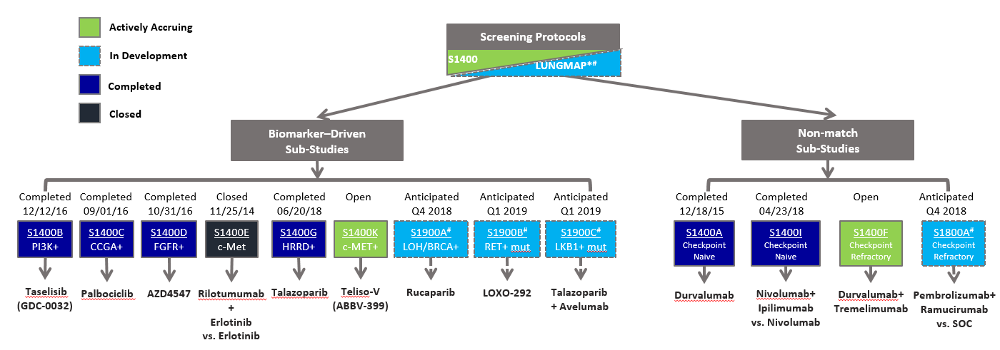 Actively Accruing
In Development
Completed
Closed
Screening Protocols
S1400
LUNGMAP*#
Biomarker–Driven
Sub-Studies
Non-match
Sub-Studies
Completed
12/12/16
S1400B
PI3K+
Taselisib
(GDC-0032)
Completed
09/01/16
S1400C
CCGA+
Palbociclib
Completed
10/31/16
S1400D
FGFR+
AZD4547
Closed
11/25/14
S1400E
c-Met
Rilotumumab
+
Erlotinib
vs. Erlotinib
Completed
06/20/18
S1400G
HRRD+
Talazoparib
Open
S1400K
c-MET+
Teliso-V
(ABBV-399)
Anticipated
Q4 2018
S1900A#
LOH/BRCA+
Rucaparib
Anticipated
Q1 2019
S1900B#
RET+ mut
LOXO-292
Anticipated
Q1 2019
S1900C#
LKB1+ mut
Talazoparib
+ Avelumab
Completed
12/18/15
S1400A
Checkpoint
Naive
Durvalumab
Completed
04/23/18
S1400I
Checkpoint
Naive
Nivolumab+
Ipilimumab
vs. Nivolumab
Open
S1400F
Checkpoint
Refractory
Durvalumab+
Tremelimumab
Anticipated
Q4 2018
S1800A#
Checkpoint
Refractory
Pembrolizumab+
Ramucirumab
vs. SOC